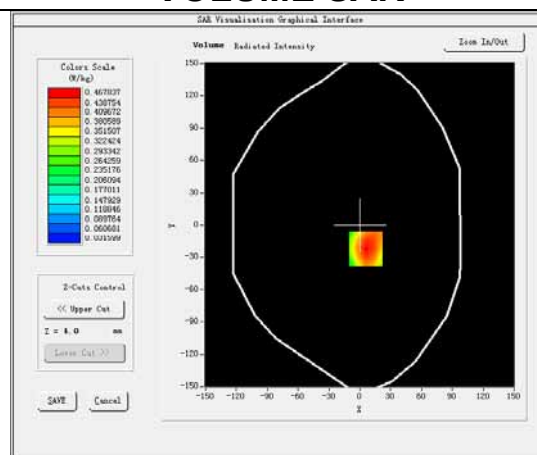 SAR Visualisation Graphical Interface
Volume Radiated Intensity
Zoom In/Out
Colors Scale
(W/kg)
0.467837
0.438754
0.409672
0.380589
0.351507
0.322424
0.293342
0.264259
0.235176
0.206094
0.177011
0.147929
0.118846
0.089764
0.060681
0.031599
Z-Cuts Control
<< Upper Cut
Z = 4.0 mm
Lower Cut >>
SAVE
Cancel
150
120
90
60
30
0
-30
-60
-90
-120
-150
Y
-150 -120 -90 -60 -30 0 30 60 90 120 150
X